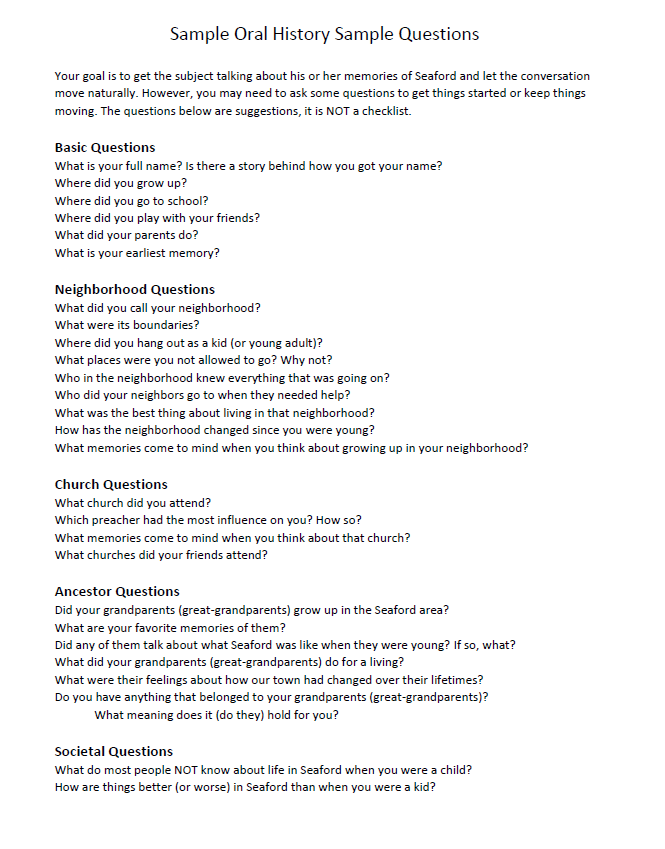 Sample Oral History Sample Questions
Your goal is to get the subject talking about his or her memories of Seaford and let the conversation
move naturally. However, you may need to ask some questions to get things started or keep things
moving. The questions below are suggestions, it is NOT a checklist.
Basic Questions
What is your full name? Is there a story behind how you got your name?
Where did you grow up?
Where did you go to school?
Where did you play with your friends?
What did your parents do?
What is your earliest memory?
Neighborhood Questions
What did you call your neighborhood?
What were its boundaries?
Where did you hang out as a kid (or young adult)?
What places were you not allowed to go? Why not?
Who in the neighborhood knew everything that was going on?
Who did your neighbors go to when they needed help?
What was the best thing about living in that neighborhood?
How has the neighborhood changed since you were young?
What memories come to mind when you think about growing up in your neighborhood?
Church Questions
What church did you attend?
Which preacher had the most influence on you? How so?
What memories come to mind when you think about that church?
What churches did your friends attend?
Ancestor Questions
Did your grandparents (great-grandparents) grow up in the Seaford area?
What are your favorite memories of them?
Did any of them talk about what Seaford was like when they were young? If so, what?
What did your grandparents (great-grandparents) do for a living?
What were their feelings about how our town had changed over their lifetimes?
Do you have anything that belonged to your grandparents (great-grandparents)?
What meaning does it (do they) hold for you?
Societal Questions
What do most people NOT know about life in Seaford when you were a child?
How are things better (or worse) in Seaford than when you were a kid?